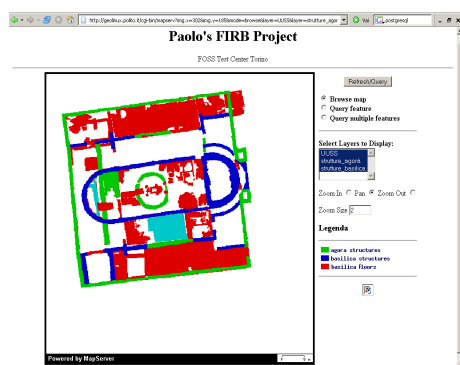 http://geolinux.polito.it/cgi-bin/mapserv?img.x=302&img.y=185&mode=browse&layer=UUSS&layer=strutture_agor
Vai
postgresql
Paolo's FIRB Project
FOSS Test Center Torino
Refresh/Query
Browse map
Query feature
Query multiple features
Select Layers to Display:
UUSS
strutture_agorà
strutture_basilica
Zoom In Pan Zoom Out
Zoom Size 2
Legenda
agora structures
basilica structures
basilica floors
Powered by MapServer